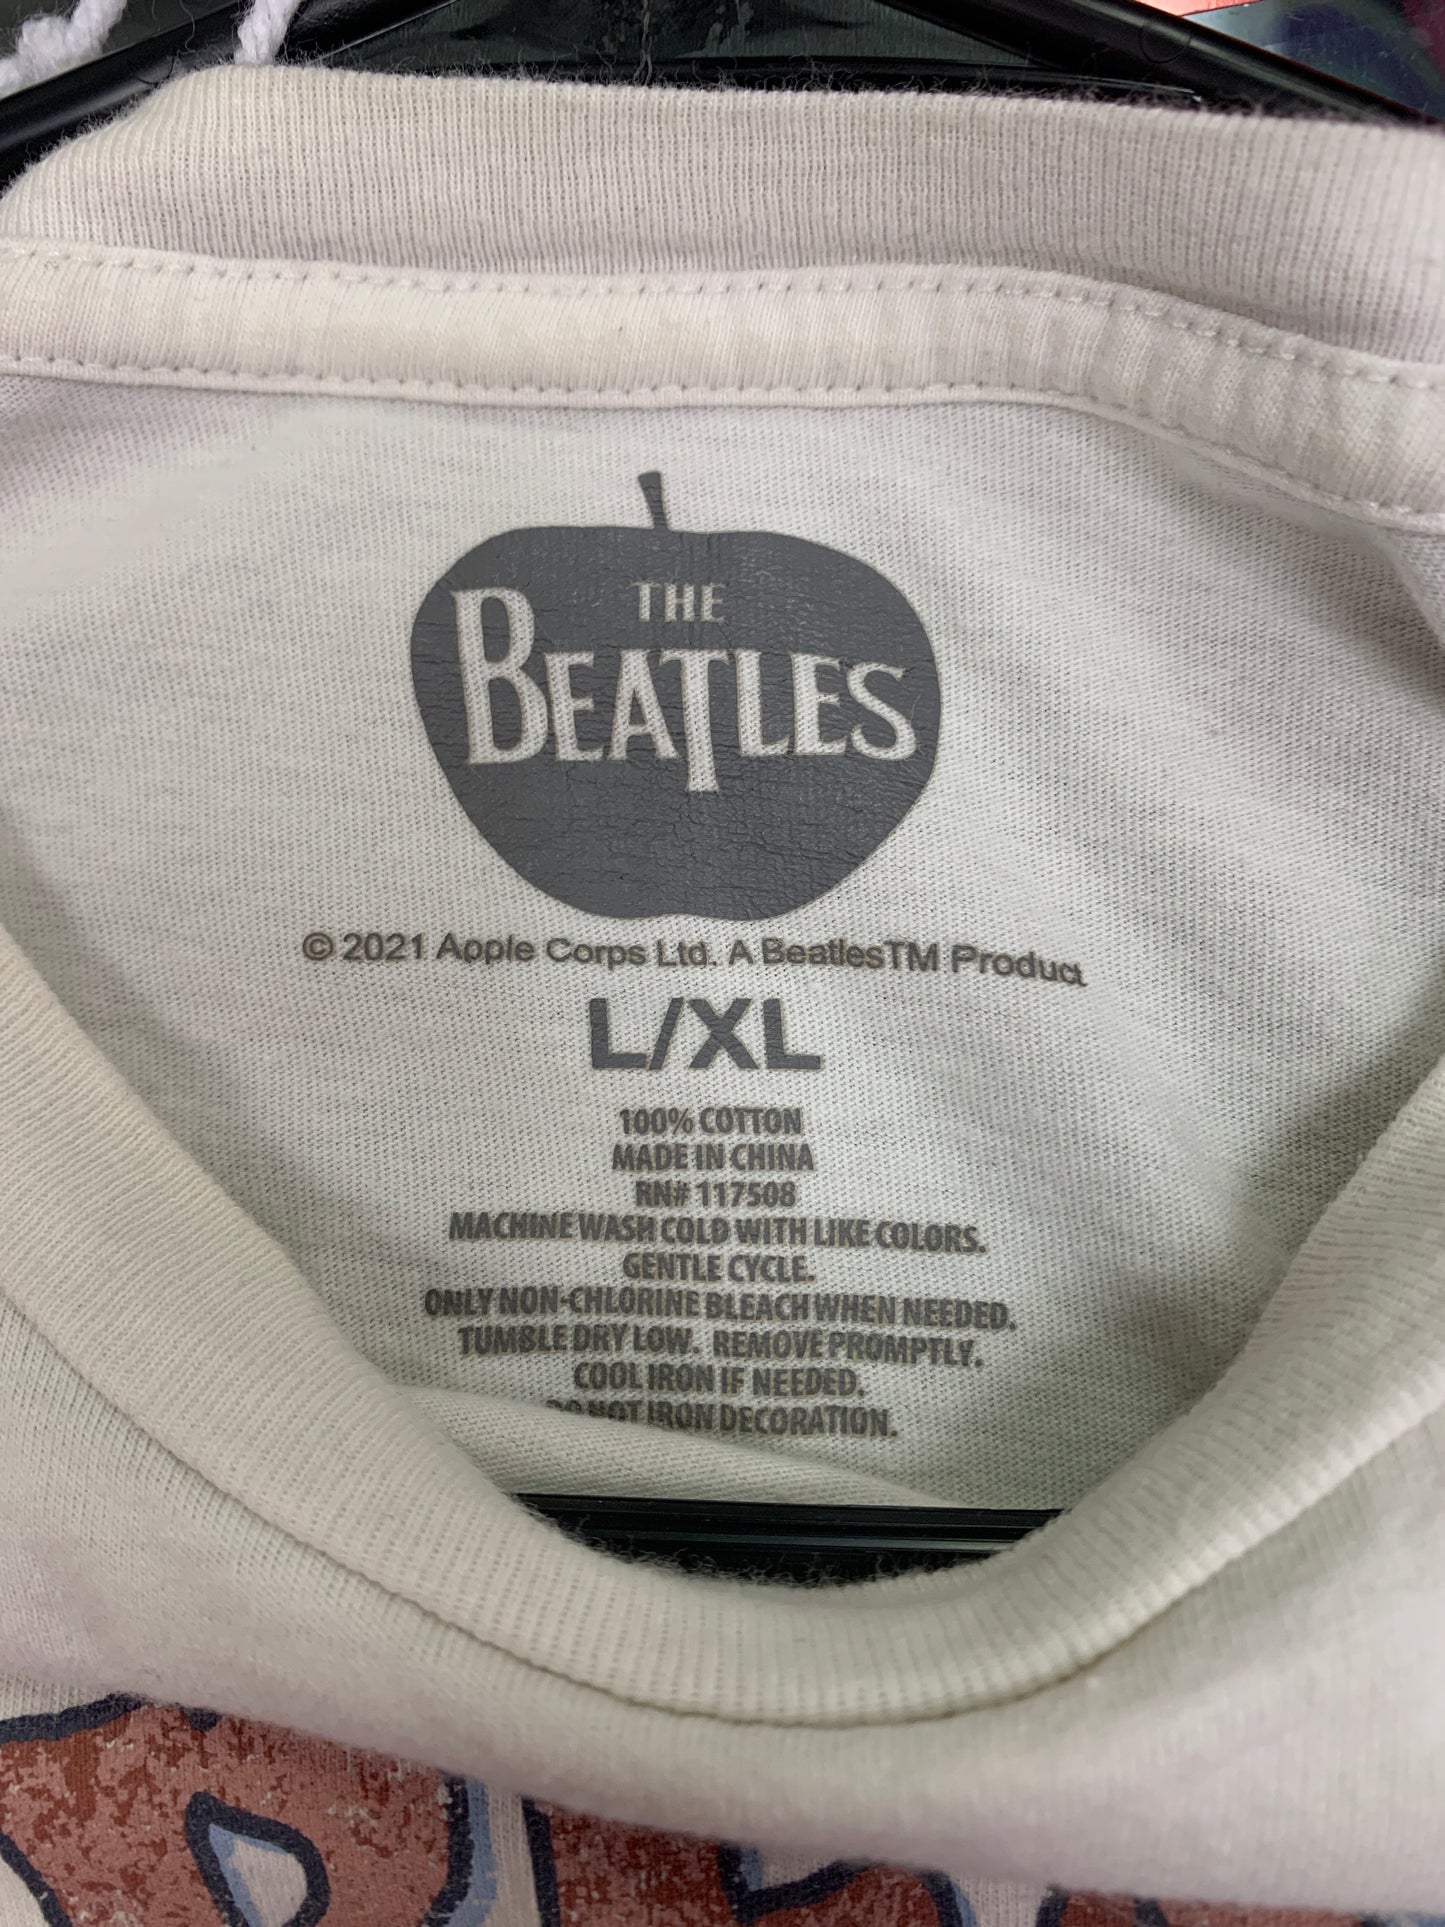 THE
BEATLES
© 2021 Apple Corps Ltd. A BeatlesTM Product
L/XL
100% COTTON
MADE IN CHINA
RN# 117508
MACHINE WASH COLD WITH LIKE COLORS.
GENTLE CYCLE.
ONLY NON-CHLORINE BLEACH WHEN NEEDED.
TUMBLE DRY LOW. REMOVE PROMPTLY.
COOL IRON IF NEEDED.
DO NOT IRON DECORATION.